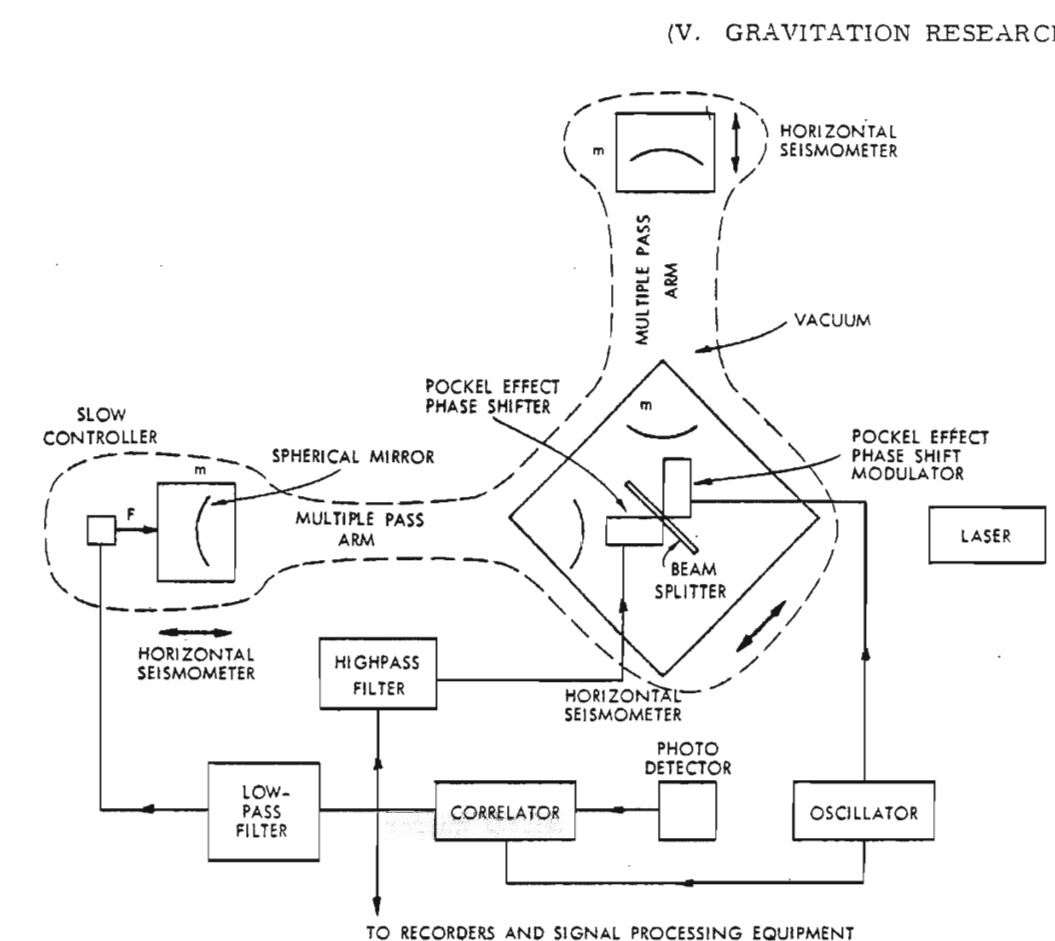 (V. GRAVITATION RESEARCH
m
HORIZONTAL
SEISMOMETER
MULTIPLE PASS
ARM
VACUUM
POCKEL EFFECT
PHASE SHIFTER
m
SLOW
CONTROLLER
POCKEL EFFECT
PHASE SHIFT
MODULATOR
SPHERICAL MIRROR
m
F
MULTIPLE PASS
ARM
LASER
BEAM
SPLITTER
HORIZONTAL
SEISMOMETER
HIGHPASS
FILTER
HORIZONTAL
SEISMOMETER
PHOTO
DETECTOR
LOW-
PASS
FILTER
CORRELATOR
OSCILLATOR
TO RECORDERS AND SIGNAL PROCESSING EQUIPMENT